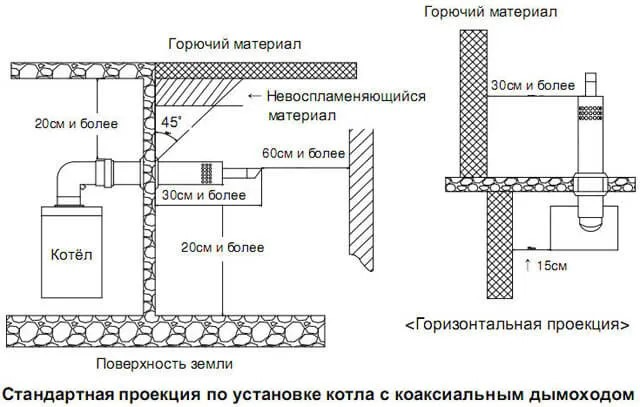 Горючий материал
Горючий материал
30см и более
← Невоспламеняющийся
материал
20см и более
45°
60см и более
30см и более
Котёл
20см и более
↑ 15см
<Горизонтальная проекция>
Поверхность земли
Стандартная проекция по установке котла с коаксиальным дымоходом